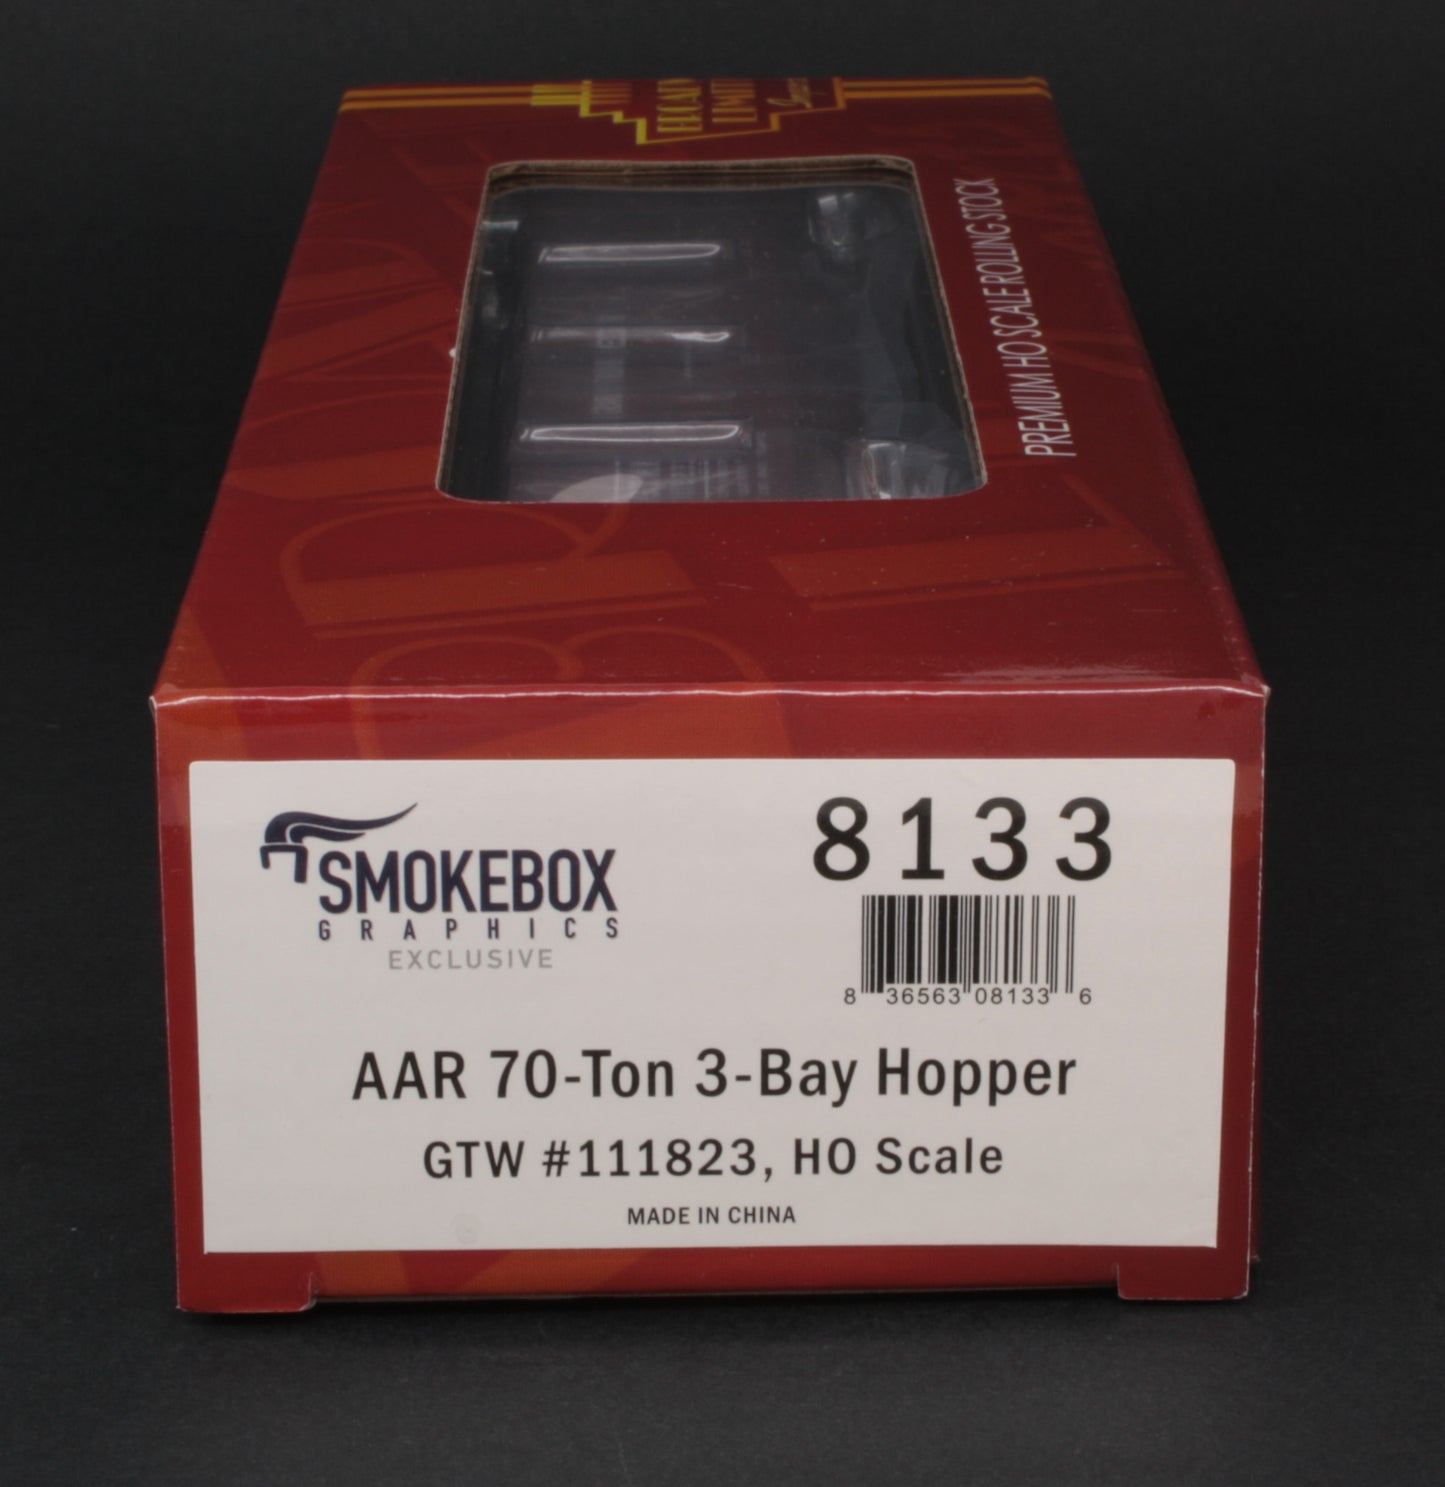 PREMIUM HO SCALE ROLLING STOCK
SMOKEBOX
GRAPHICS
EXCLUSIVE
8133
8 36563 08133 6
AAR 70-Ton 3-Bay Hopper
GTW #111823, HO Scale
MADE IN CHINA